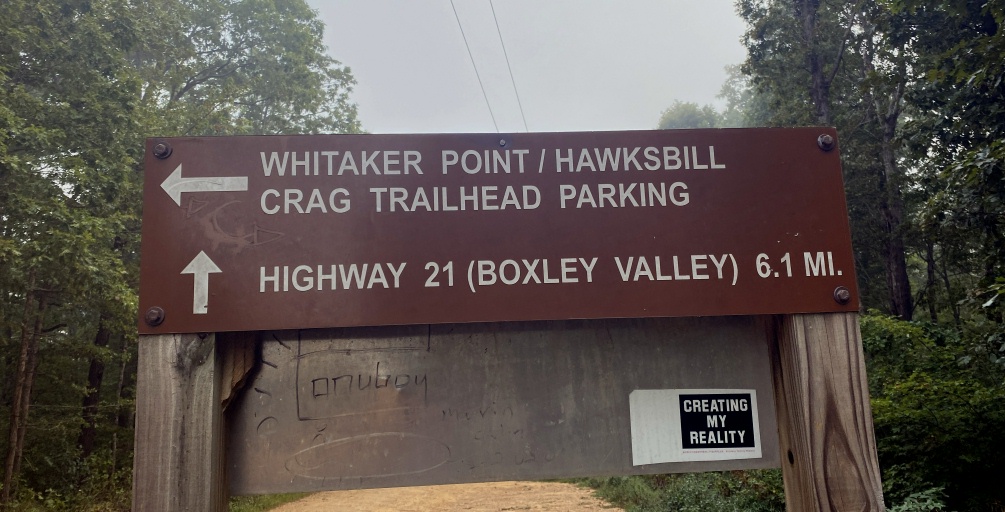 WHITAKER POINT / HAWKSBILL
CRAG TRAILHEAD PARKING
HIGHWAY 21 (BOXLEY VALLEY) 6.1 MI.
CREATING
MY
REALITY